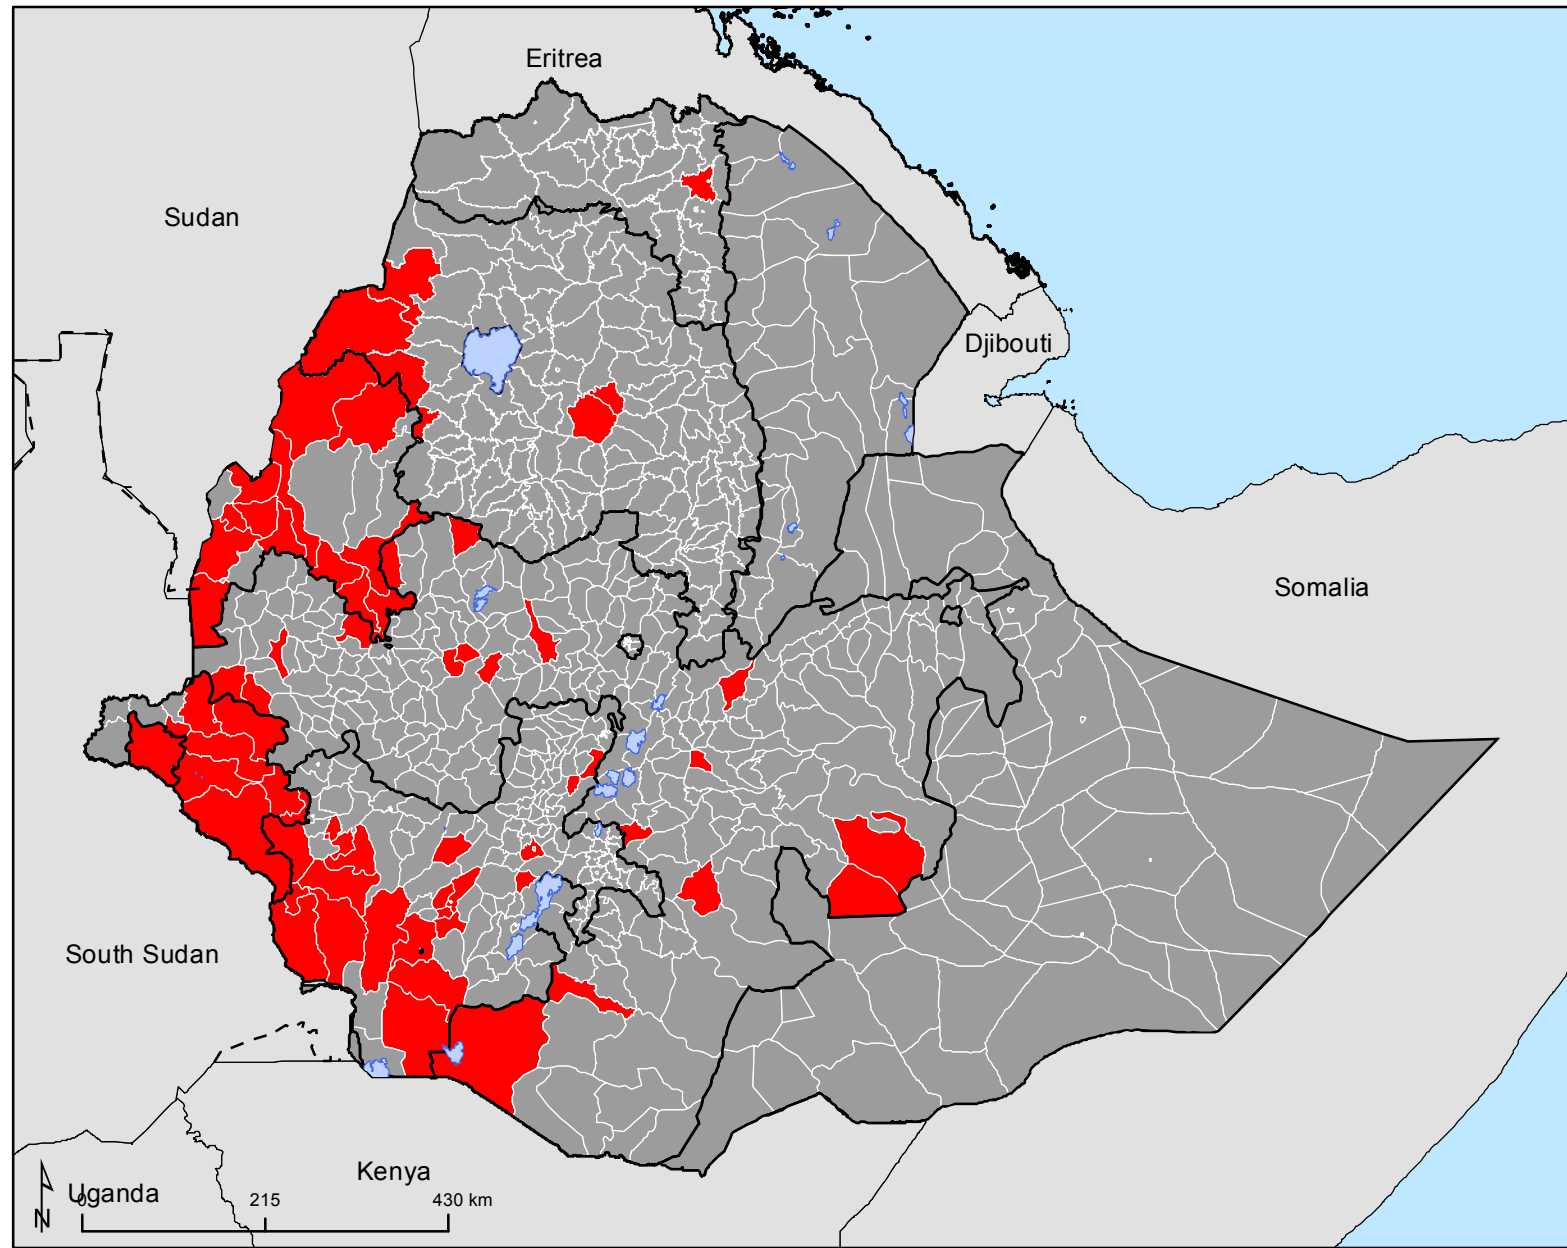 Eritrea
Sudan
Djibouti
Somalia
South Sudan
Kenya
Uganda
0 215 430 km
N